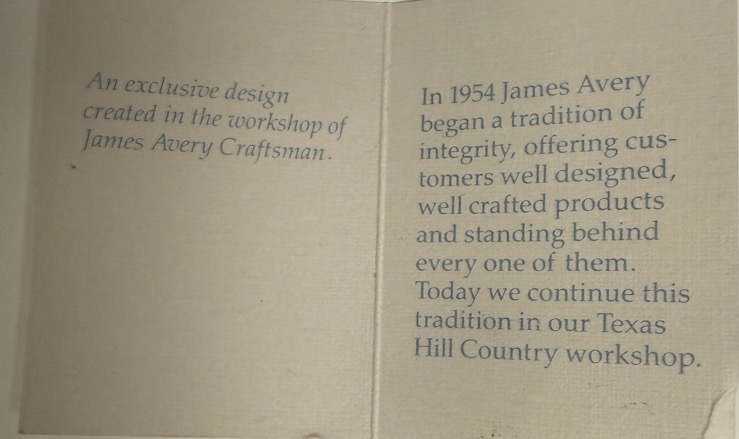 An exclusive design
created in the workshop of
James Avery Craftsman.
In 1954 James Avery
began a tradition of
integrity, offering cus-
tomers well designed,
well crafted products
and standing behind
every one of them.
Today we continue this
tradition in our Texas
Hill Country workshop.